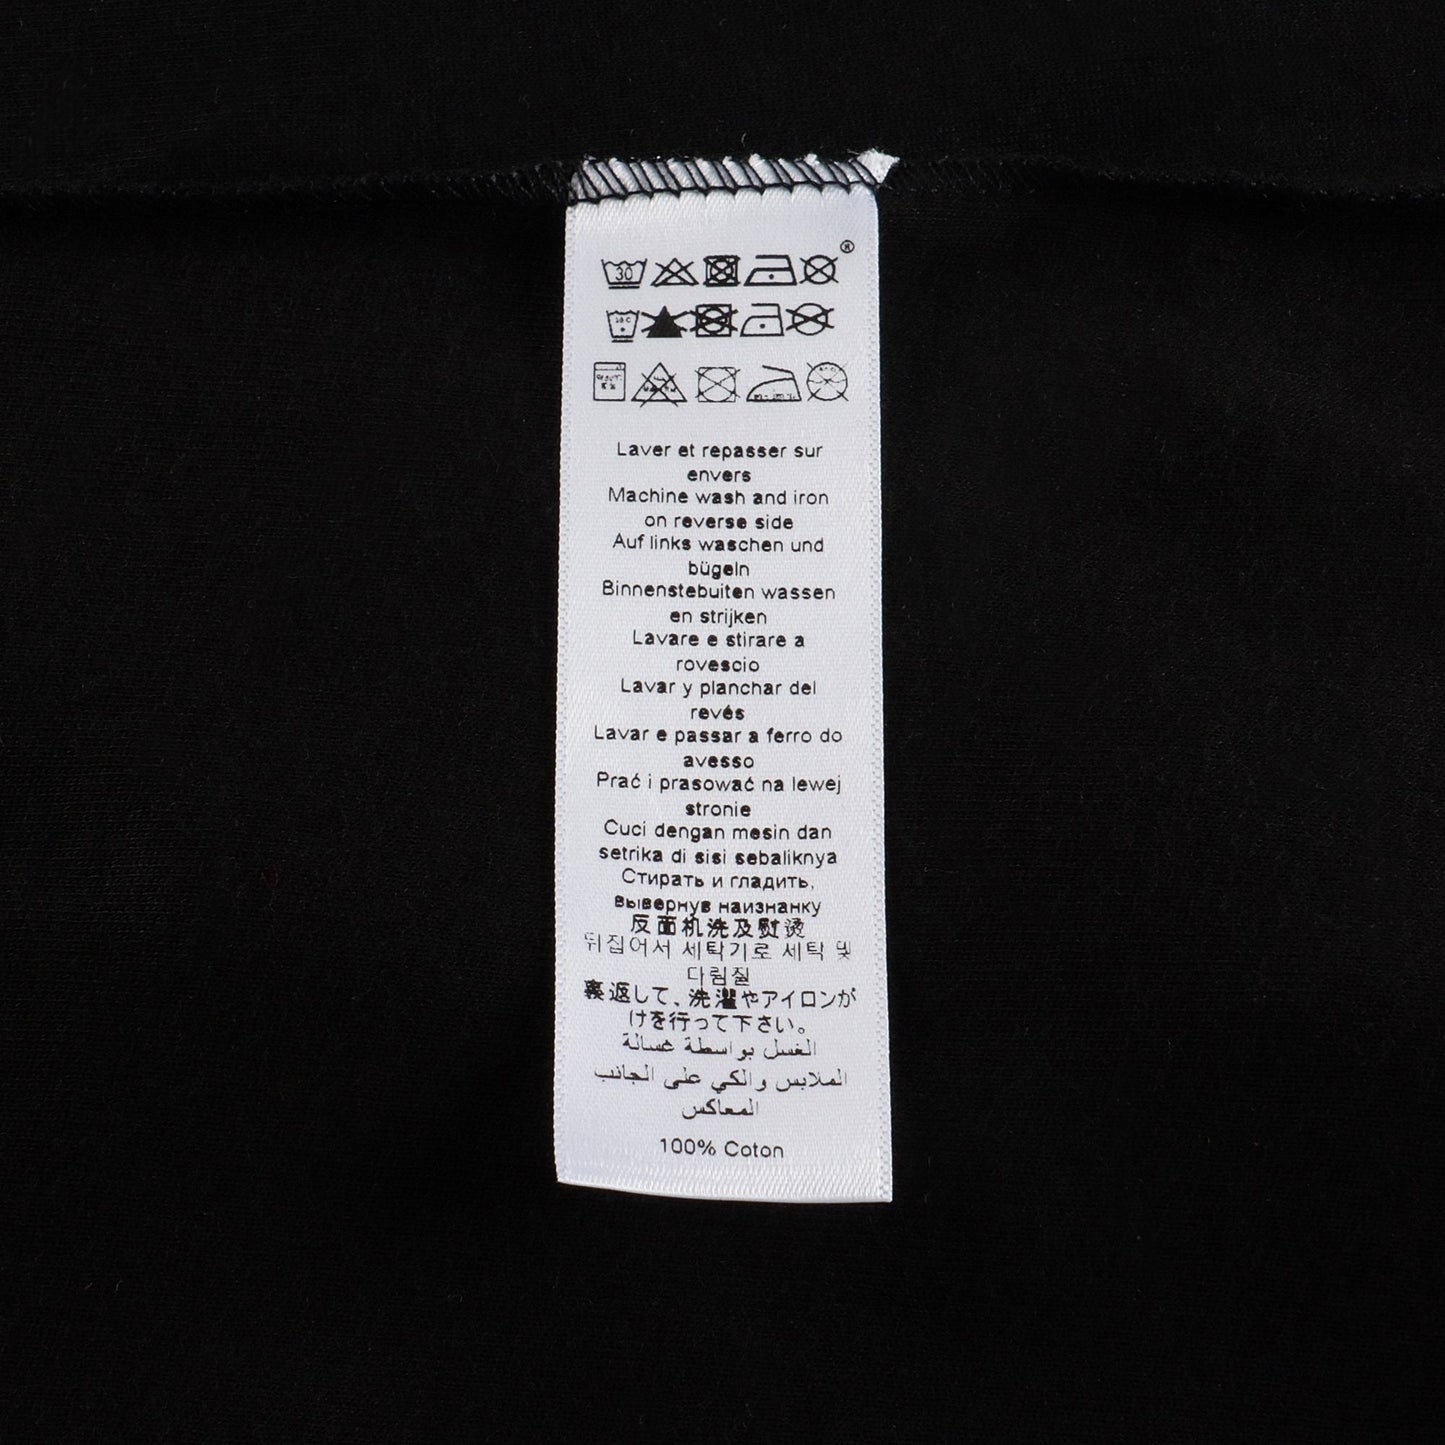 ®
30
Laver et repasser sur
envers
Machine wash and iron
on reverse side
Auf links waschen und
bügeln
Binnenstebuiten wassen
en strijken
Lavare e stirare a
rovescio
Lavar y planchar del
revés
Lavar e passar a ferro do
avesso
Prać i prasować na lewej
stronie
Cuci dengan mesin dan
setrika di sisi sebaliknya
Стирать и гладить,
вывернув наизнанку
反面机洗及熨烫
뒤집어서 세탁기로 세탁 및
다림질
裏返して、洗濯やアイロンが
けを行って下さい。
الغسل بواسطة غسالة
الملابس والكي على الجانب
المعاكس
100% Coton